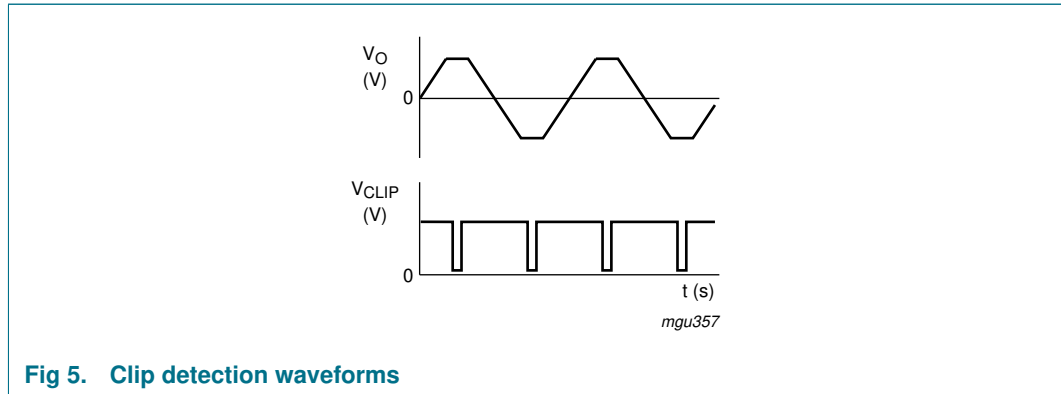 VO
(V)
0
VCLIP
(V)
0
t (s)
mgu357
Fig 5. Clip detection waveforms